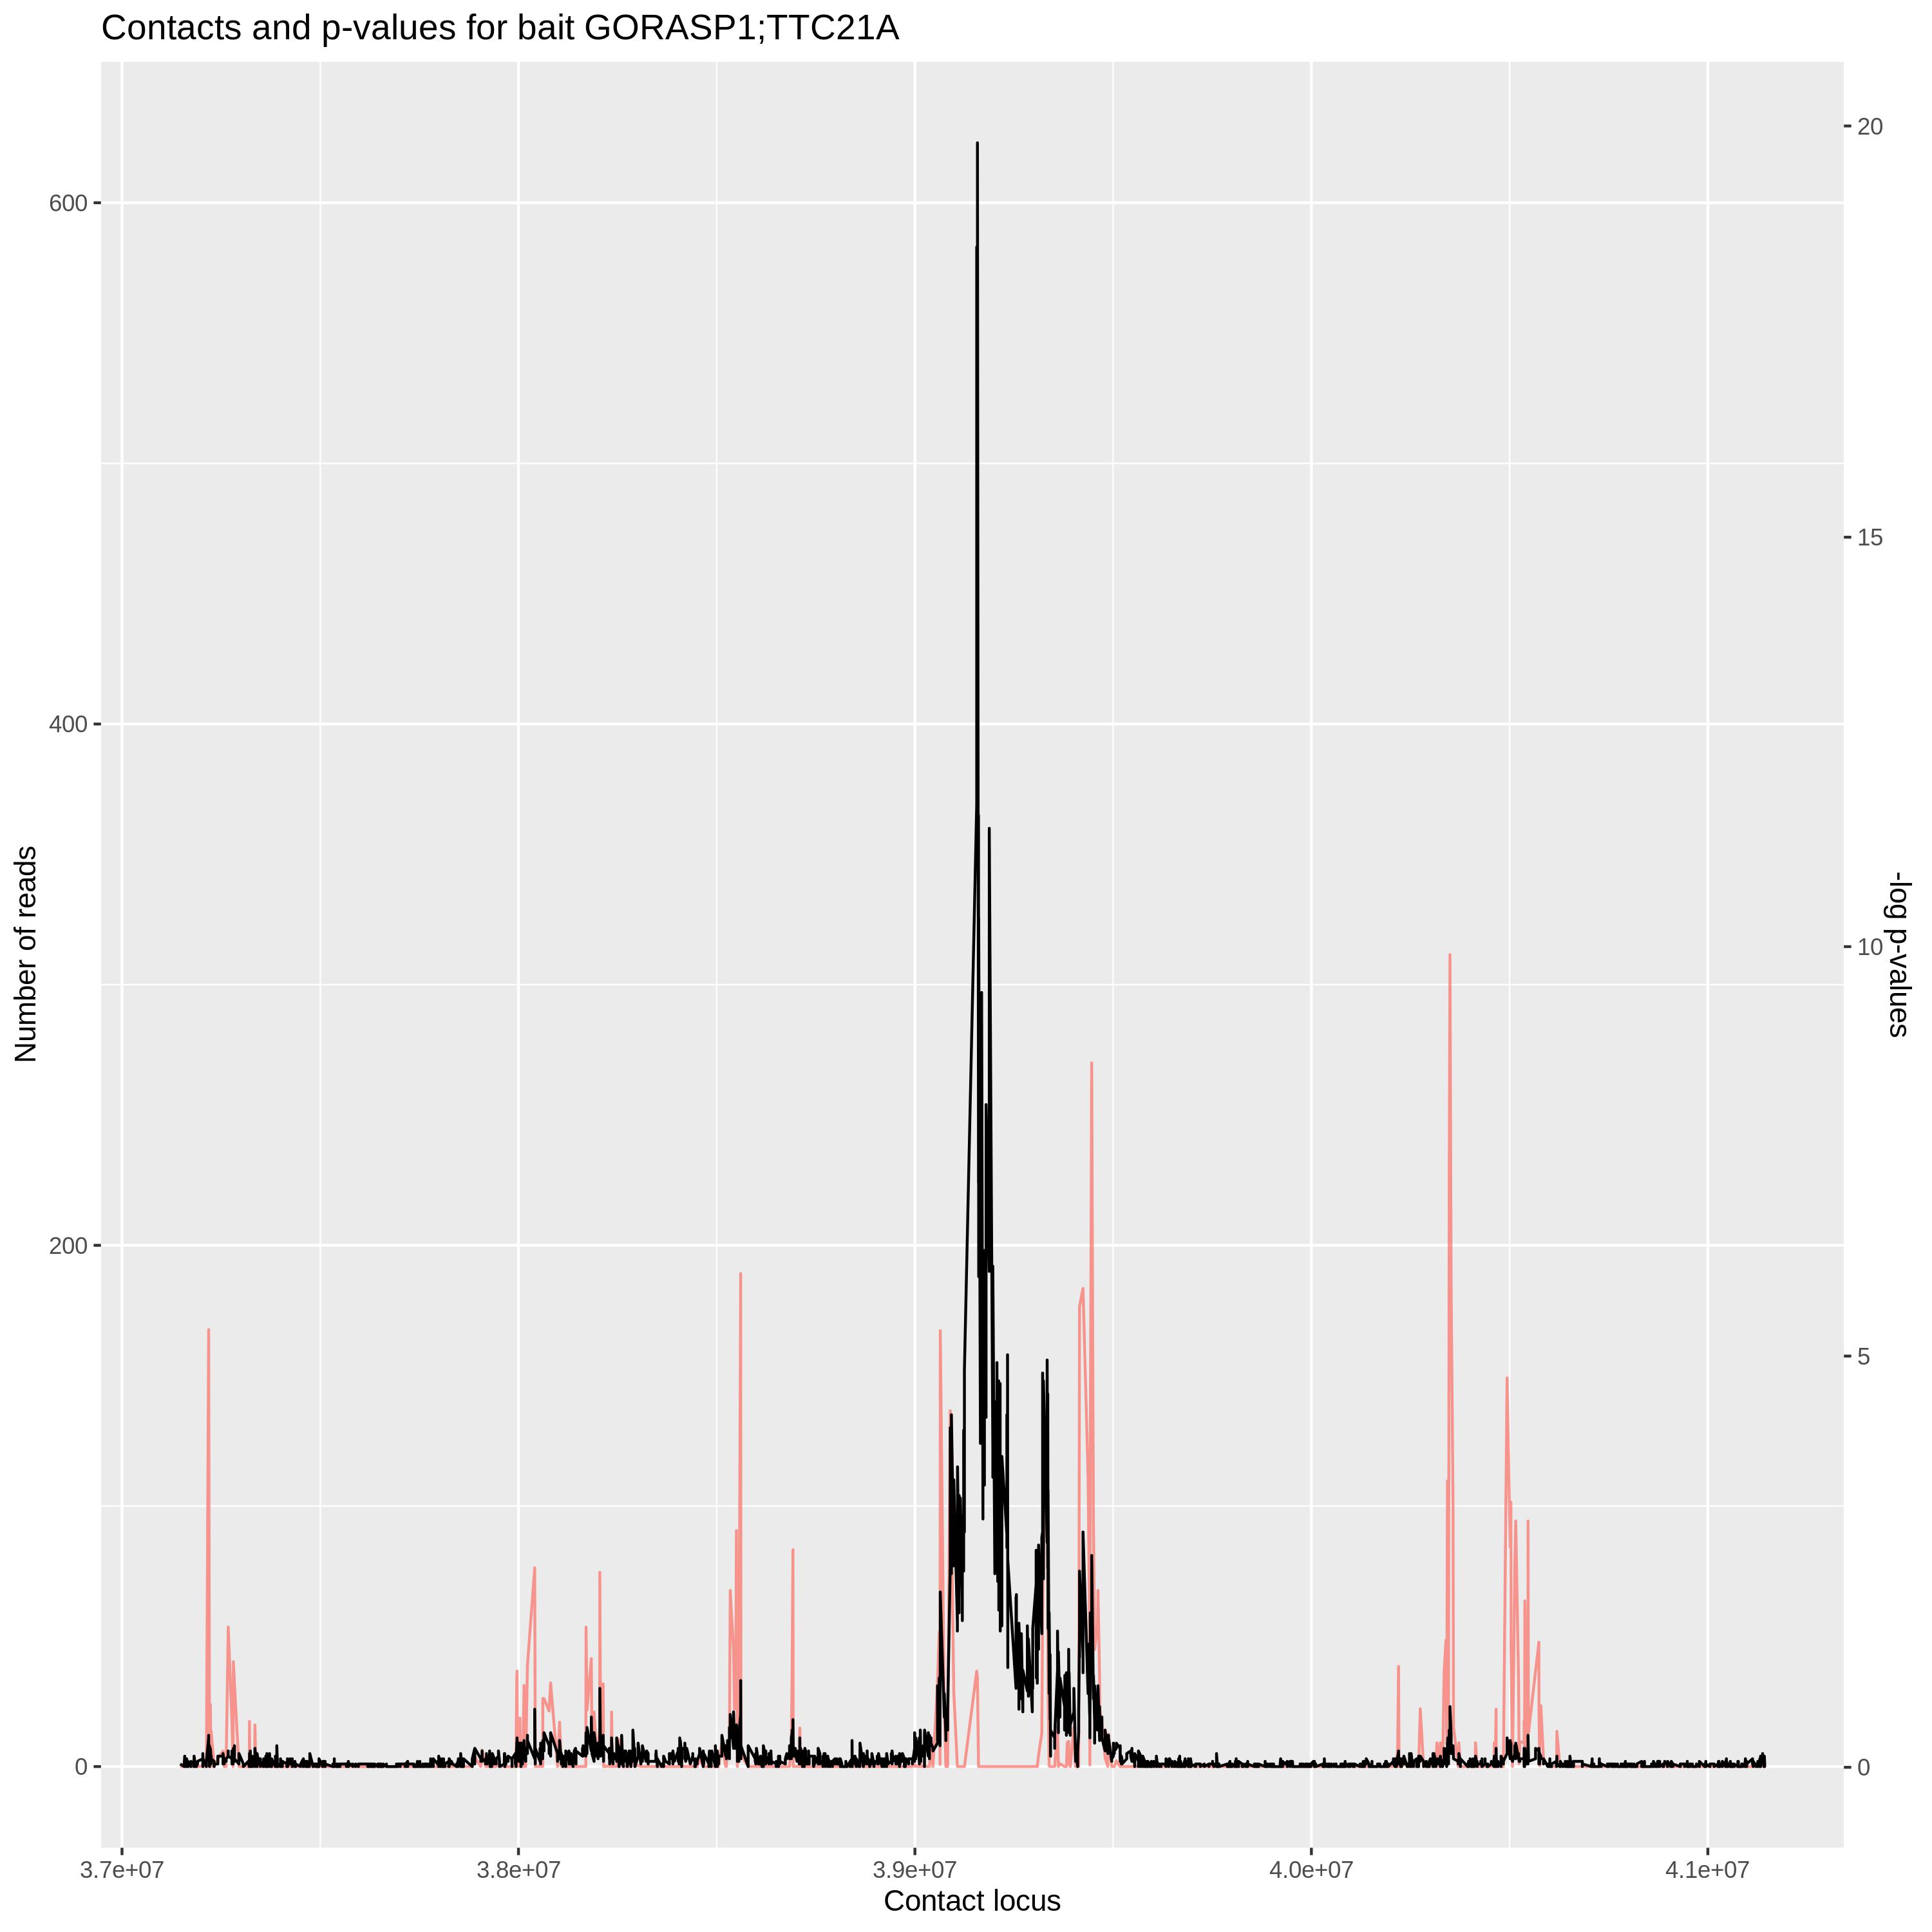 Contacts and p-values for bait GORASP1;TTC21A
Number of reads
600
400
200
0
20
15
10
5
0
-log p-values
3.7e+07
3.8e+07
3.9e+07
4.0e+07
4.1e+07
Contact locus